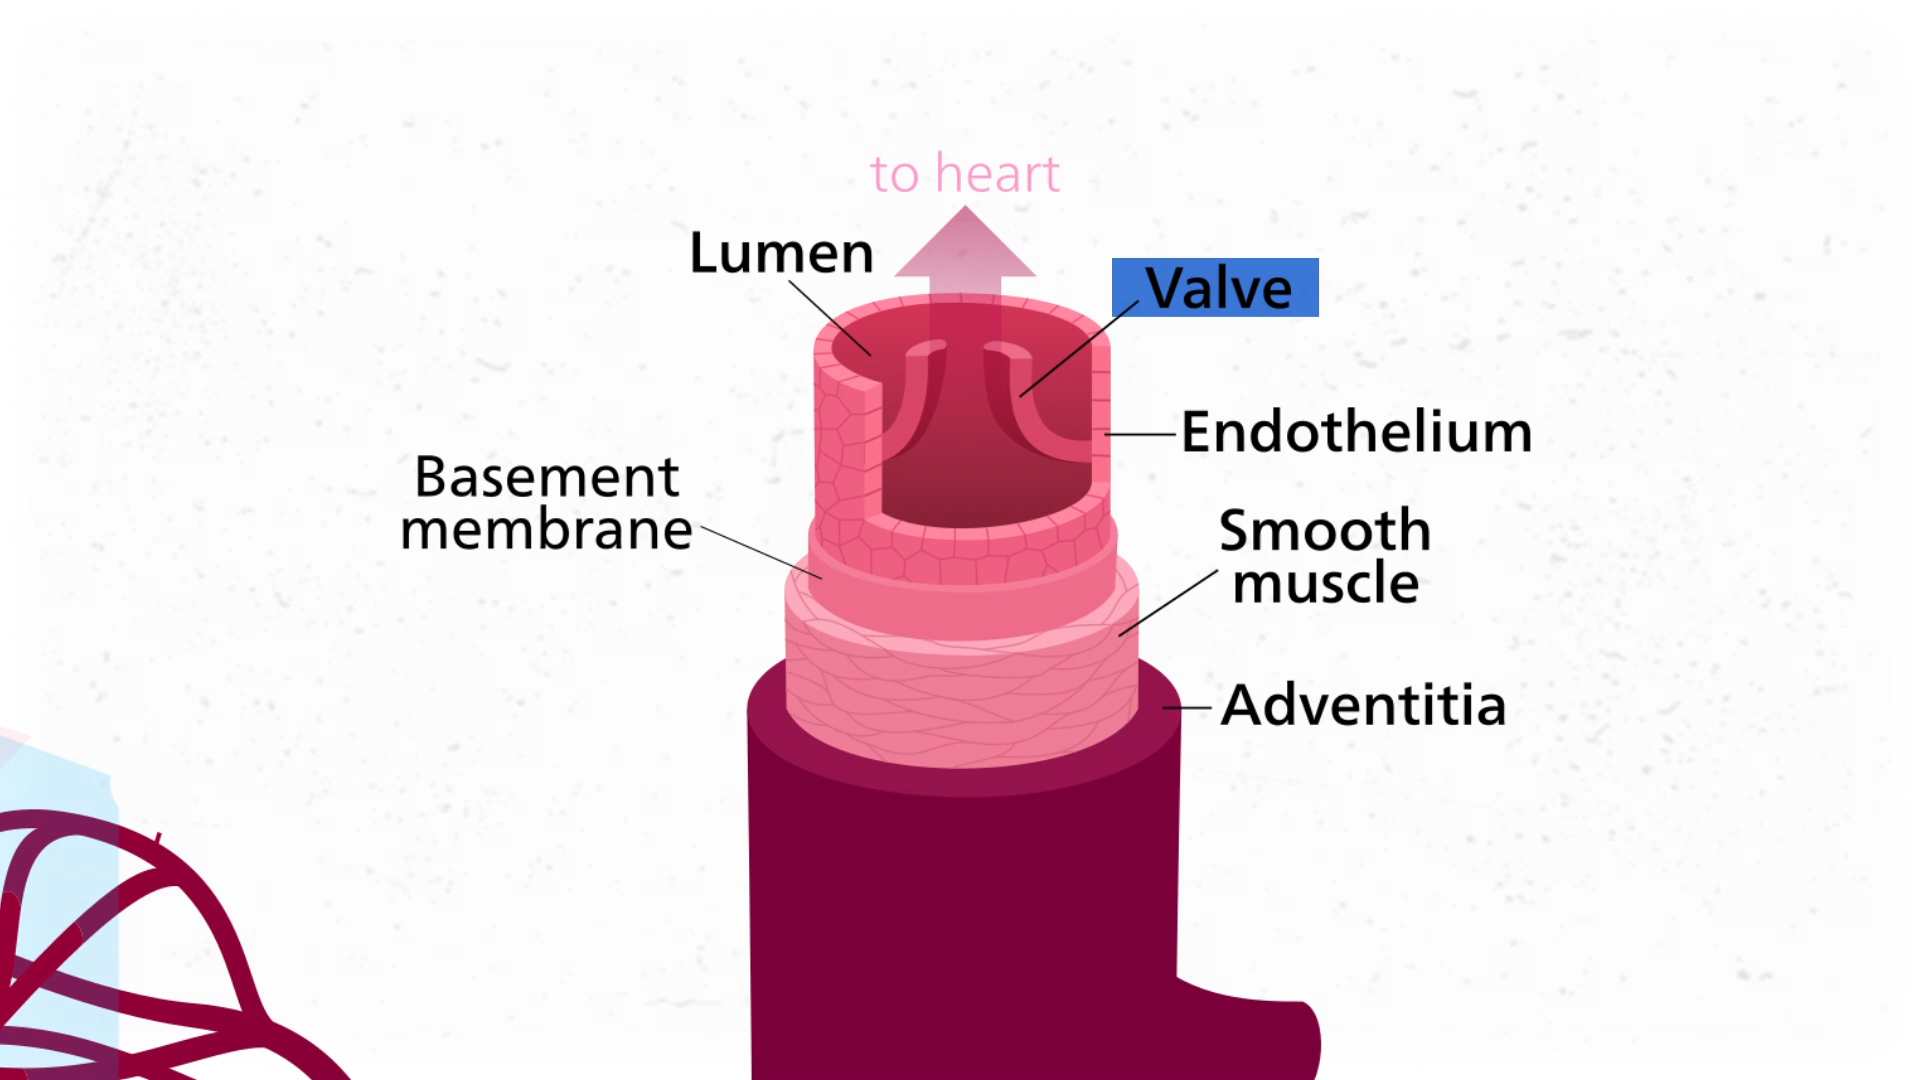 to heart
Lumen
Valve
Endothelium
Basement
membrane
Smooth
muscle
Adventitia